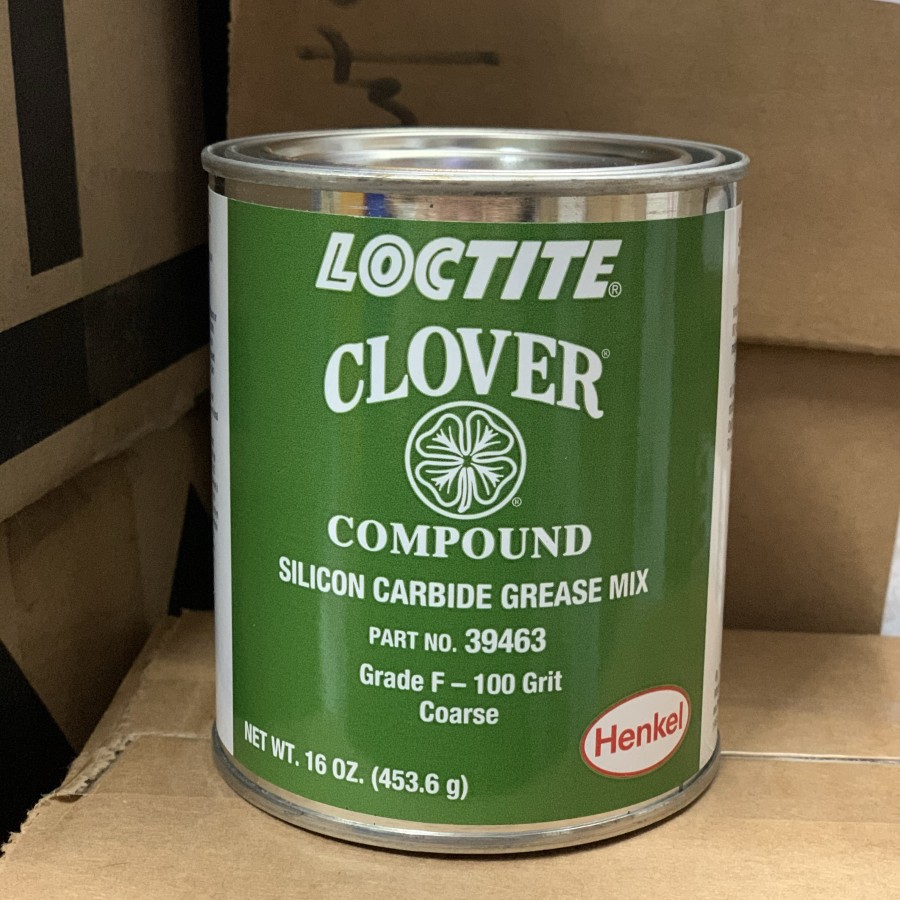 LOCTITE®
CLOVER®
®
COMPOUND
SILICON CARBIDE GREASE MIX
PART NO. 39463
Grade F – 100 Grit
Coarse
Henkel
NET WT. 16 OZ. (453.6 g)